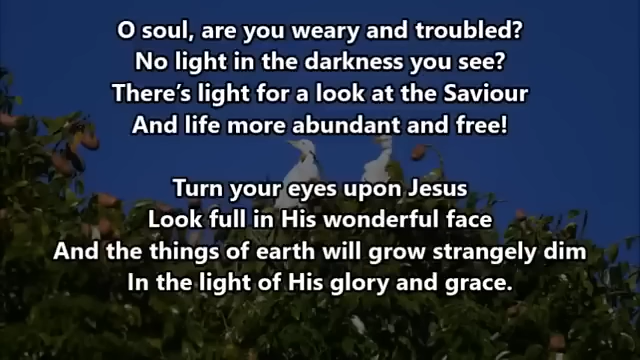 O soul, are you weary and troubled?
No light in the darkness you see?
There's light for a look at the Saviour
And life more abundant and free!
Turn your eyes upon Jesus
Look full in His wonderful face
And the things of earth will grow strangely dim
In the light of His glory and grace.